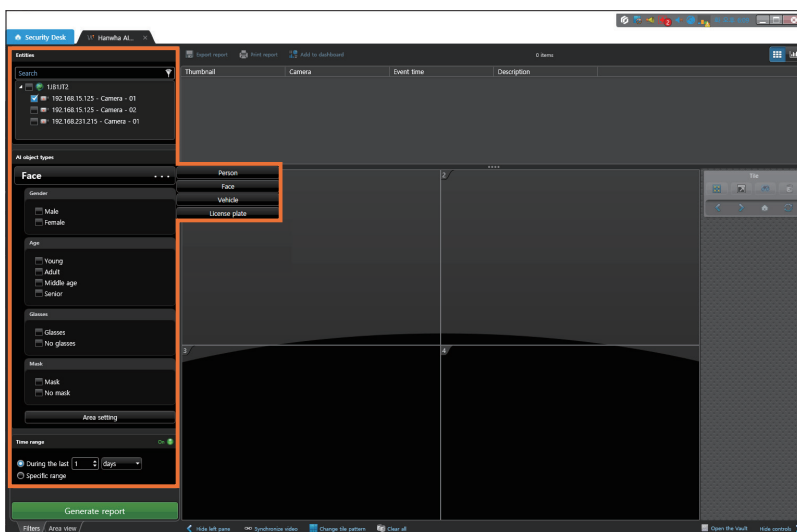 Security Desk
Hanwha AI...
Entities
Export report
Print report
Add to dashboard
0 items
Search
Thumbnail
Camera
Event time
Description
1JB1JT2
192.168.15.125 - Camera - 01
192.168.15.125 - Camera - 02
192.168.231.215 - Camera - 01
AI object types
Face
...
Person
Face
Vehicle
License plate
2
Tile
Gender
Male
Female
Age
Young
Adult
Middle age
Senior
Glasses
Glasses
No glasses
3
4
Mask
Mask
No mask
Area setting
Time range
On
During the last 1 days
Specific range
Generate report
Filters
Area view
Hide left pane
Synchronize video
Change tile pattern
Clear all
Open the Vault
Hide controls